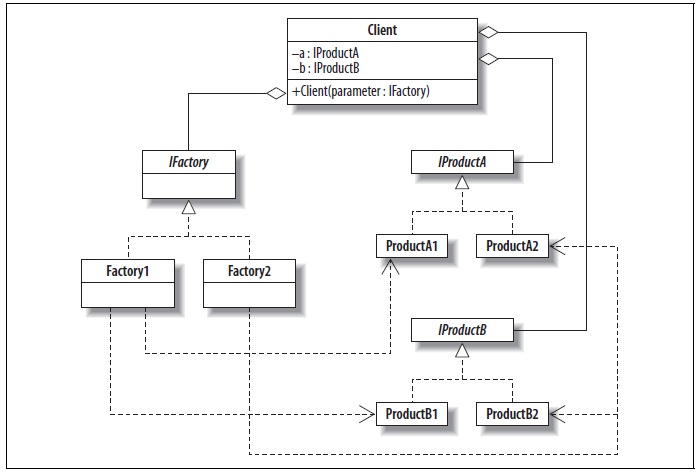 Client
–a : IProductA
–b : IProductB
+Client(parameter : IFactory)
IFactory
IProductA
ProductA1
ProductA2
Factory1
Factory2
IProductB
ProductB1
ProductB2